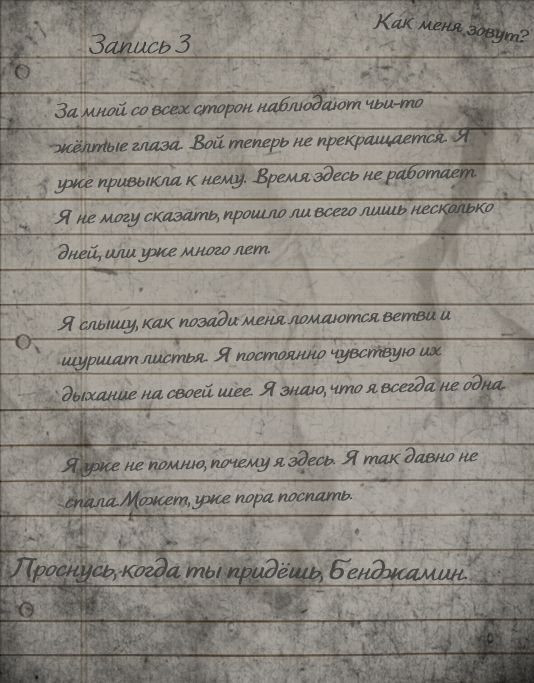 Как меня зовут?
Запись 3
За мной со всех сторон наблюдают чьи-то
жёлтые глаза. Вой теперь не прекращается. Я
уже привыкла к нему. Время здесь не работает.
Я не могу сказать, прошло ли всего лишь несколько
дней, или уже много лет.
Я слышу, как позади меня ломаются ветви и
шуршат листья. Я постоянно чувствую их
дыхание на своей шее. Я знаю, что я всегда не одна.
Я уже не помню, почему я здесь. Я так давно не
спала. Может, уже пора поспать.
Проснусь, когда ты придёшь, Бенджамин.